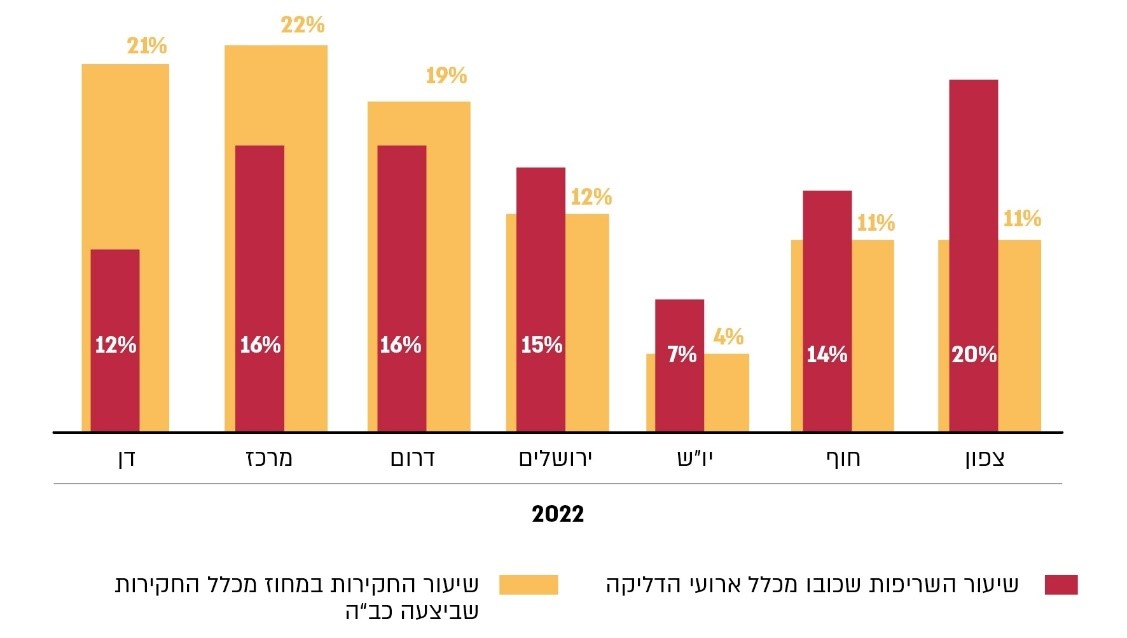 21%
22%
19%
12%
4%
11%
11%
12%
16%
16%
15%
7%
14%
20%
דן
מרכז
דרום
ירושלים
יו"ש
חוף
צפון
2022
שיעור השריפות שכובו מכלל ארועי הדליקה
שיעור החקירות במחוז מכלל החקירות
שביצעה כב"ה